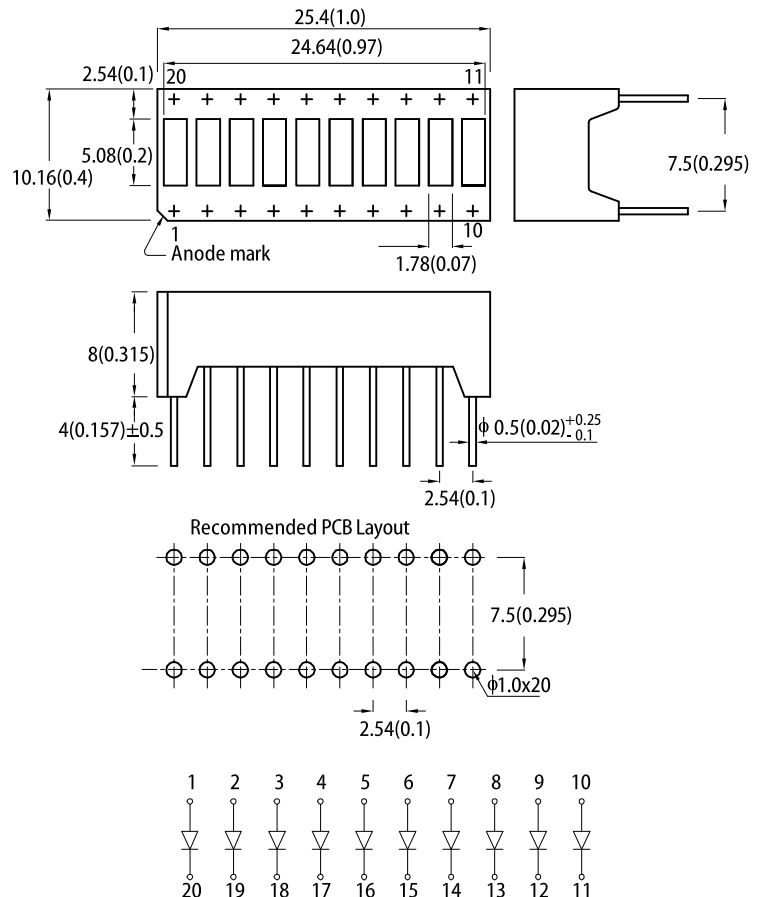 25.4(1.0)
24.64(0.97)
2.54(0.1)
20 11
5.08(0.2)
10.16(0.4)
7.5(0.295)
1 10
Anode mark
1.78(0.07)
8(0.315)
4(0.157)±0.5
ϕ 0.5(0.02)+0.25 -0.1
2.54(0.1)
Recommended PCB Layout
7.5(0.295)
ϕ1.0x20
2.54(0.1)
1 2 3 4 5 6 7 8 9 10
20 19 18 17 16 15 14 13 12 11